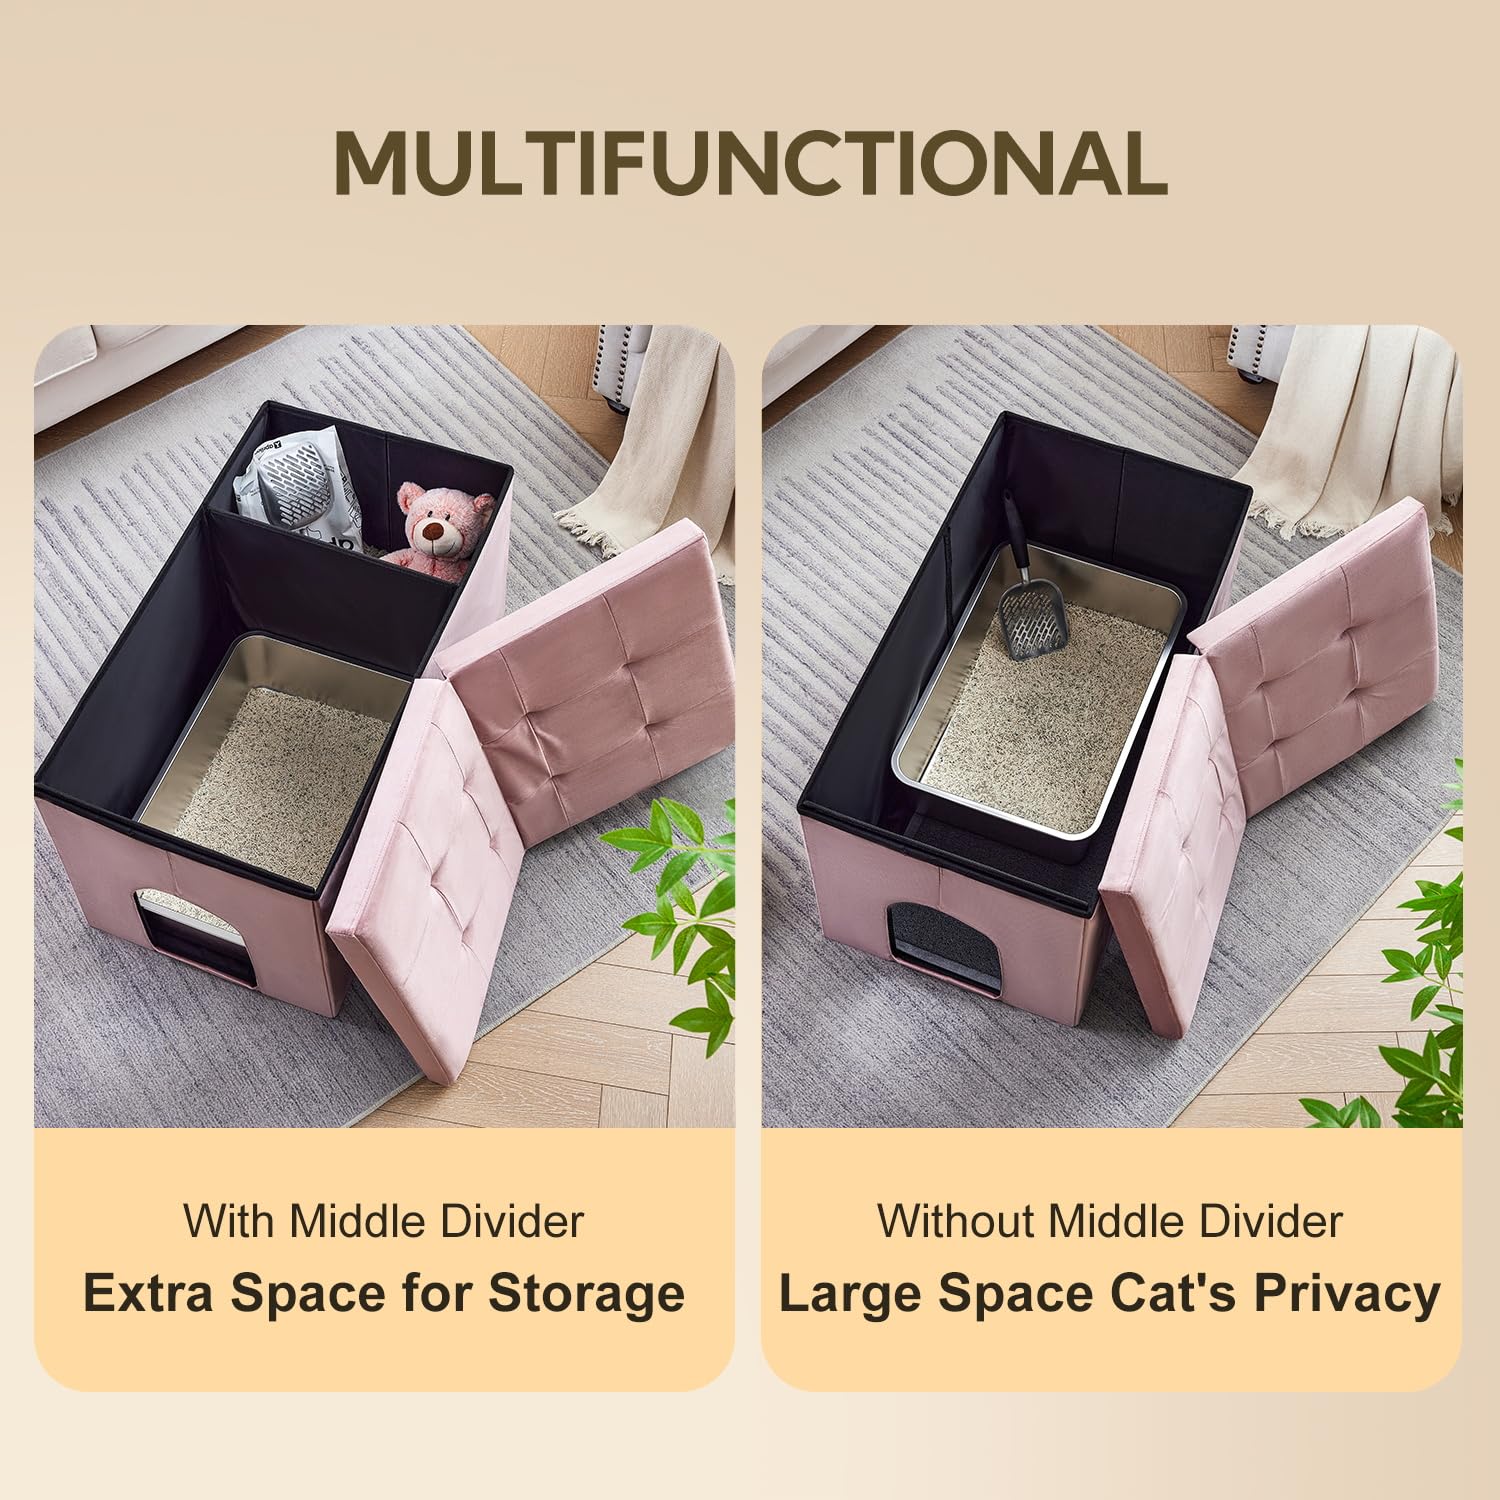 MULTIFUNCTIONAL
With Middle Divider
Extra Space for Storage
Without Middle Divider
Large Space Cat's Privacy